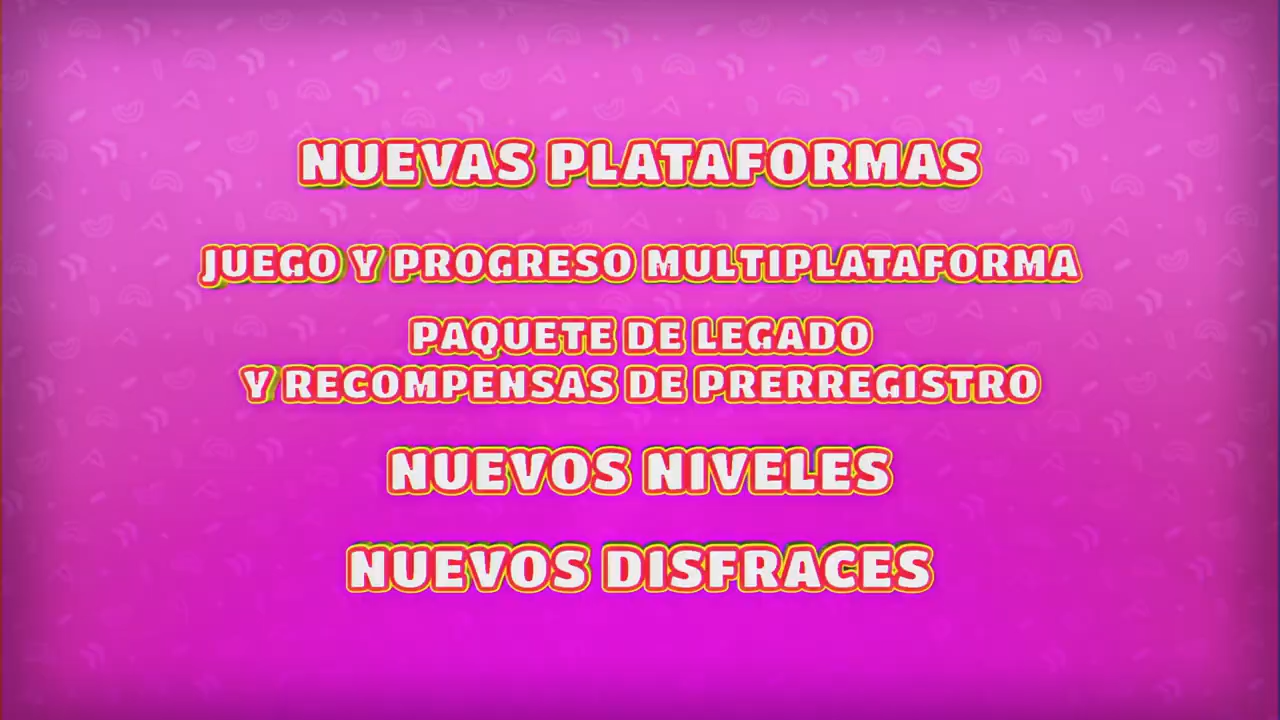 NUEVAS PLATAFORMAS
JUEGO Y PROGRESO MULTIPLATAFORMA
PAQUETE DE LEGADO
Y RECOMPENSAS DE PRERREGISTRO
NUEVOS NIVELES
NUEVOS DISFRACES